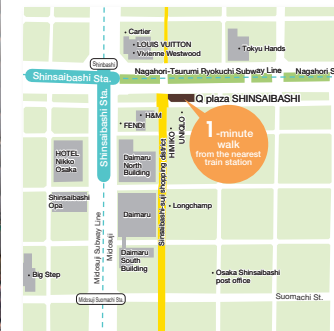 • Cartier
LOUIS VUITTON
• Vivienne Westwood
• Tokyu Hands
Shinbashi
Shinsaibashi Sta.
Nagahori-Tsurumi Ryokuchi Subway Line
Nagahori S
Q plaza SHINSAIBASHI
Shinsaibashi Sta.
• H&M
• FENDI
HIMIKO •
UNIQLO •
1-minute
walk
from the nearest
train station
HOTEL
Nikko
Osaka
Daimaru
North
Building
Sinsaibashi-suji shopping district
Shinsaibashi
Opa
Daimaru
• Longchamp
Midosuji Subway Line
Midosuji
Daimaru
South
Building
• Big Step
• Osaka Shinsaibashi
post office
Midosuji Suomachi Sta.
Suomachi St.